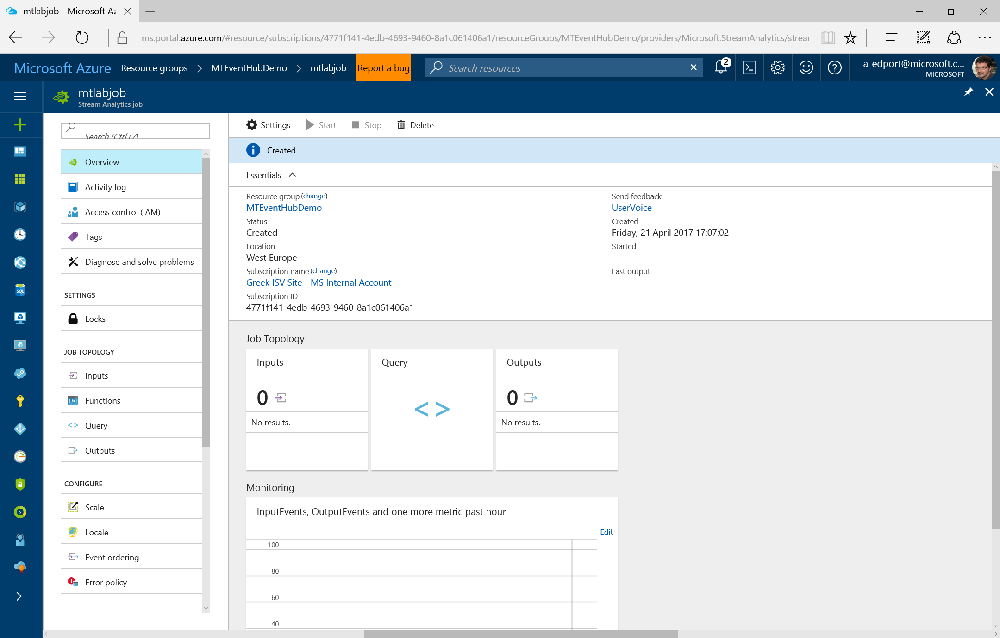 mtlabjob - Microsoft Az
ms.portal.azure.com/#resource/subscriptions/4771f141-4edb-4693-9460-8a1c061406a1/resourceGroups/MTEventHubDemo/providers/Microsoft.StreamAnalytics/strear
Microsoft Azure Resource groups > MTEventHubDemo > mtlabjob Report a bug Search resources 2 a-edport@microsoft.c...
MICROSOFT
mtlabjob
Stream Analytics job
Search (Ctrl+/)
Overview
Activity log
Access control (IAM)
Tags
Diagnose and solve problems
SETTINGS
Locks
JOB TOPOLOGY
Inputs
Functions
Query
Outputs
CONFIGURE
Scale
Locale
Event ordering
Error policy
Settings Start Stop Delete
Created
Essentials
Resource group (change)
MTEventHubDemo
Status
Created
Location
West Europe
Subscription name (change)
Greek ISV Site - MS Internal Account
Subscription ID
4771f141-4edb-4693-9460-8a1c061406a1
Send feedback
UserVoice
Created
Friday, 21 April 2017 17:07:02
Started
-
Last output
-
Job Topology
Inputs
0
No results.
Query
< >
Outputs
0
No results.
Monitoring
InputEvents, OutputEvents and one more metric past hour
Edit
100
80
60
40